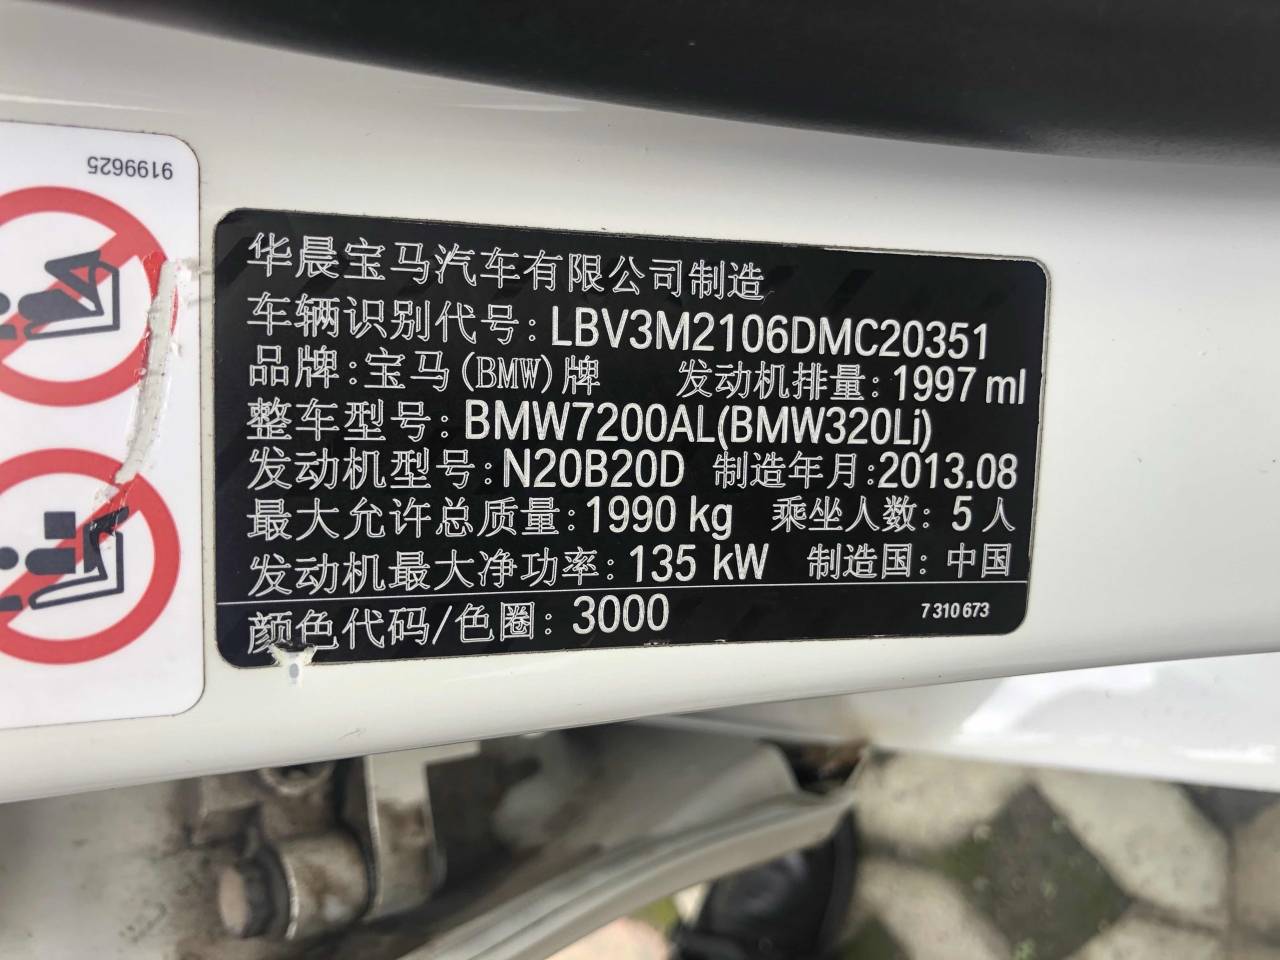 9199625
华晨宝马汽车有限公司制造
车辆识别代号: LBV3M2106DMC20351
品牌:宝马(BMW)牌 发动机排量: 1997 ml
整车型号: BMW7200AL(BMW320Li)
发动机型号: N20B20D 制造年月:2013.08
最大允许总质量: 1990 kg 乘坐人数: 5人
发动机最大净功率: 135 kW 制造国: 中国
颜色代码/色圈: 3000 7 310 673